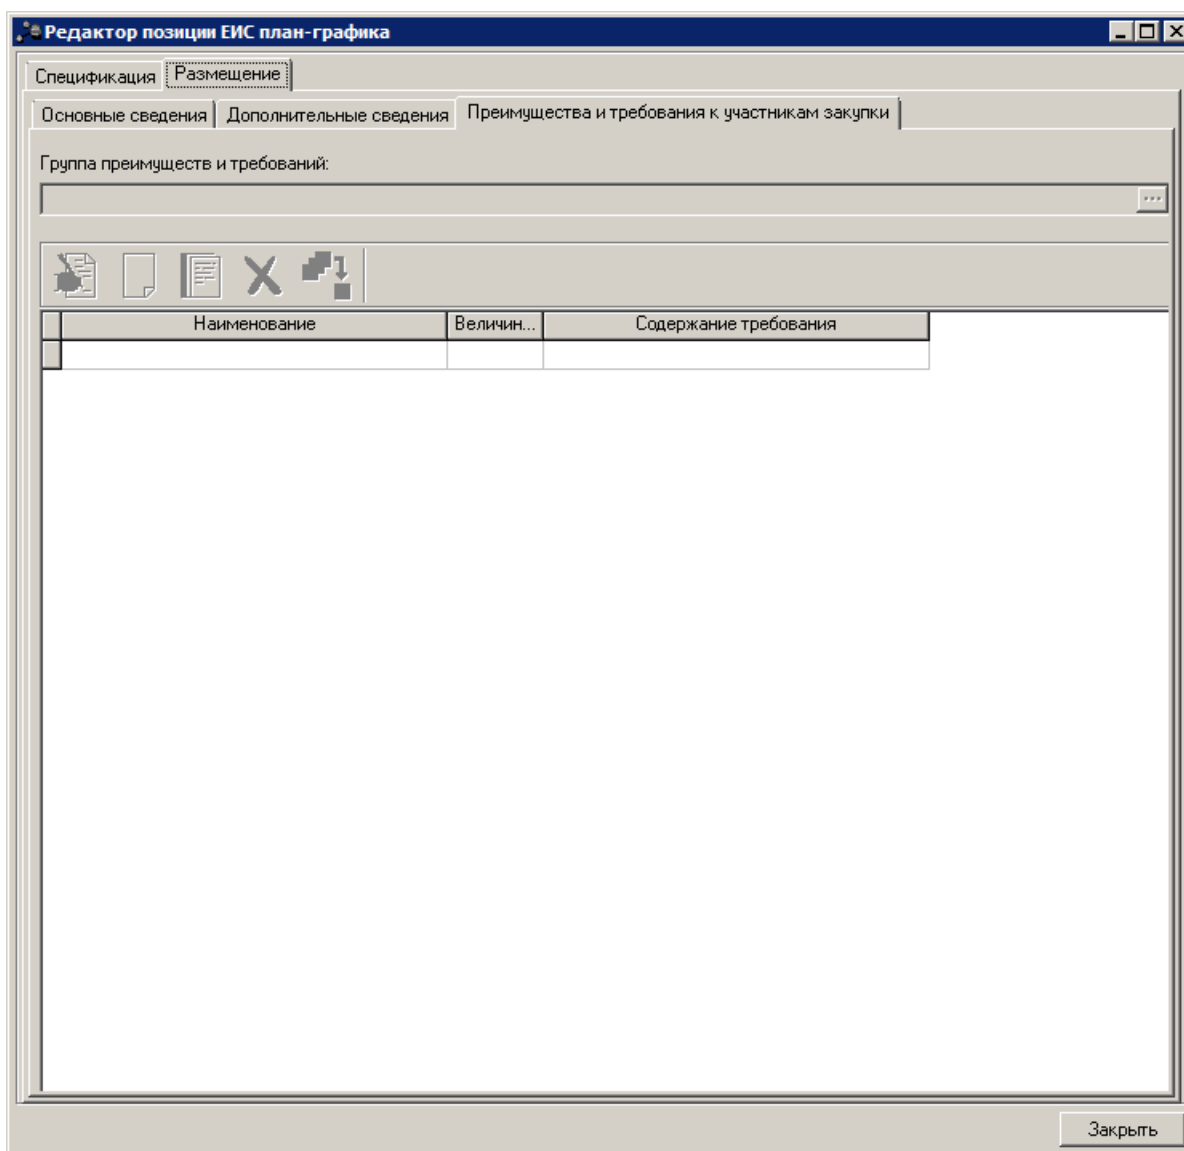 Редактор позиции ЕИС план-графика
Спецификация Размещение
Основные сведения Дополнительные сведения Преимущества и требования к участникам закупки
Группа преимуществ и требований:
...
Наименование Величин... Содержание требования
Закрыть